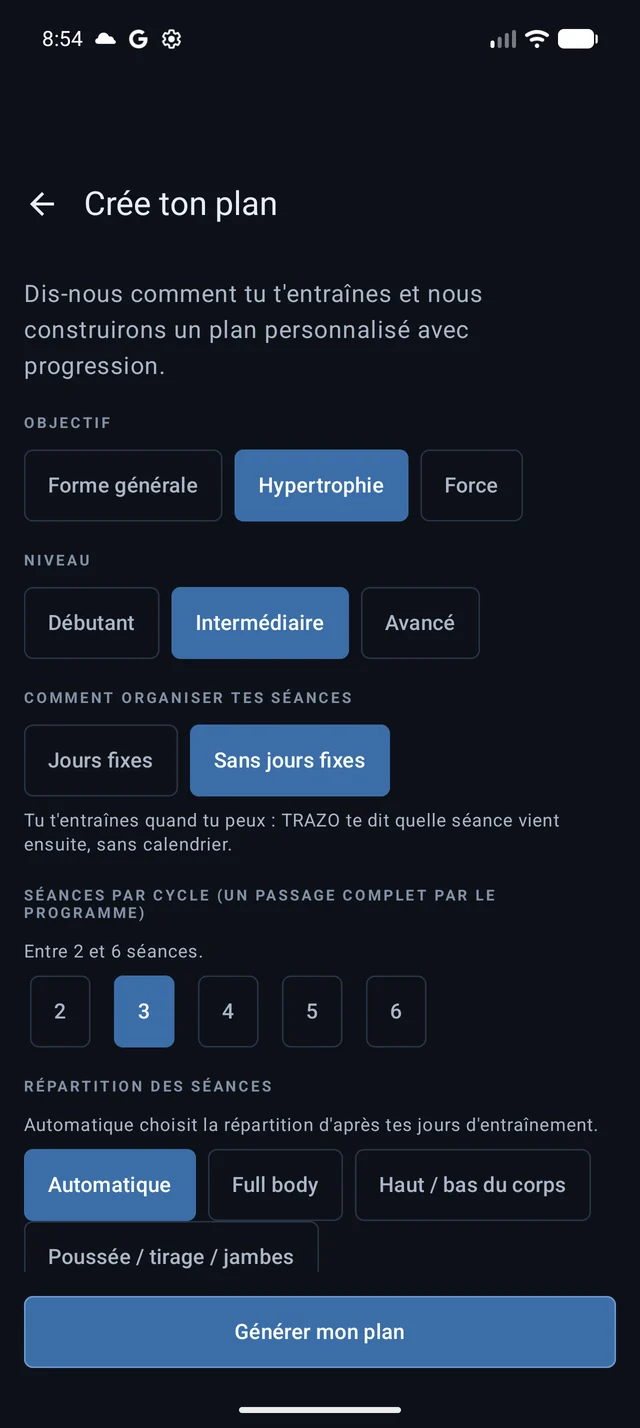 8:54
Crée ton plan
Dis-nous comment tu t'entraînes et nous
construirons un plan personnalisé avec
progression.
OBJECTIF
Forme générale
Hypertrophie
Force
NIVEAU
Débutant
Intermédiaire
Avancé
COMMENT ORGANISER TES SÉANCES
Jours fixes
Sans jours fixes
Tu t'entraînes quand tu peux : TRAZO te dit quelle séance vient
ensuite, sans calendrier.
SÉANCES PAR CYCLE (UN PASSAGE COMPLET PAR LE
PROGRAMME)
Entre 2 et 6 séances.
2
3
4
5
6
RÉPARTITION DES SÉANCES
Automatique choisit la répartition d'après tes jours d'entraînement.
Automatique
Full body
Haut / bas du corps
Poussée / tirage / jambes
Générer mon plan